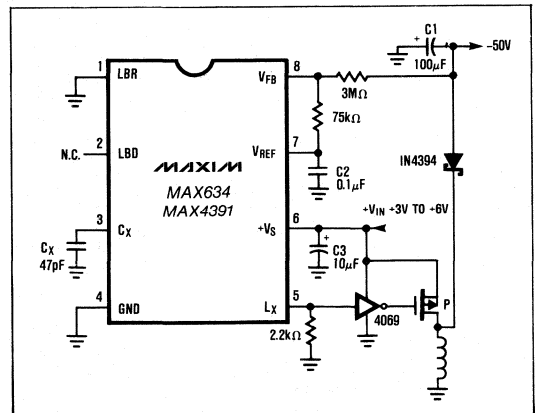 C1
+
100µF
–50V
1
LBR
8
VFB
3MΩ
75kΩ
N.C.
2
LBD
7
VREF
C2
0.1µF
IN4394
MAXIM
MAX634
MAX4391
3
CX
CX
47pF
6
+VS
+VIN +3V TO +6V
+
C3
10µF
4
GND
5
LX
2.2kΩ
4069
P